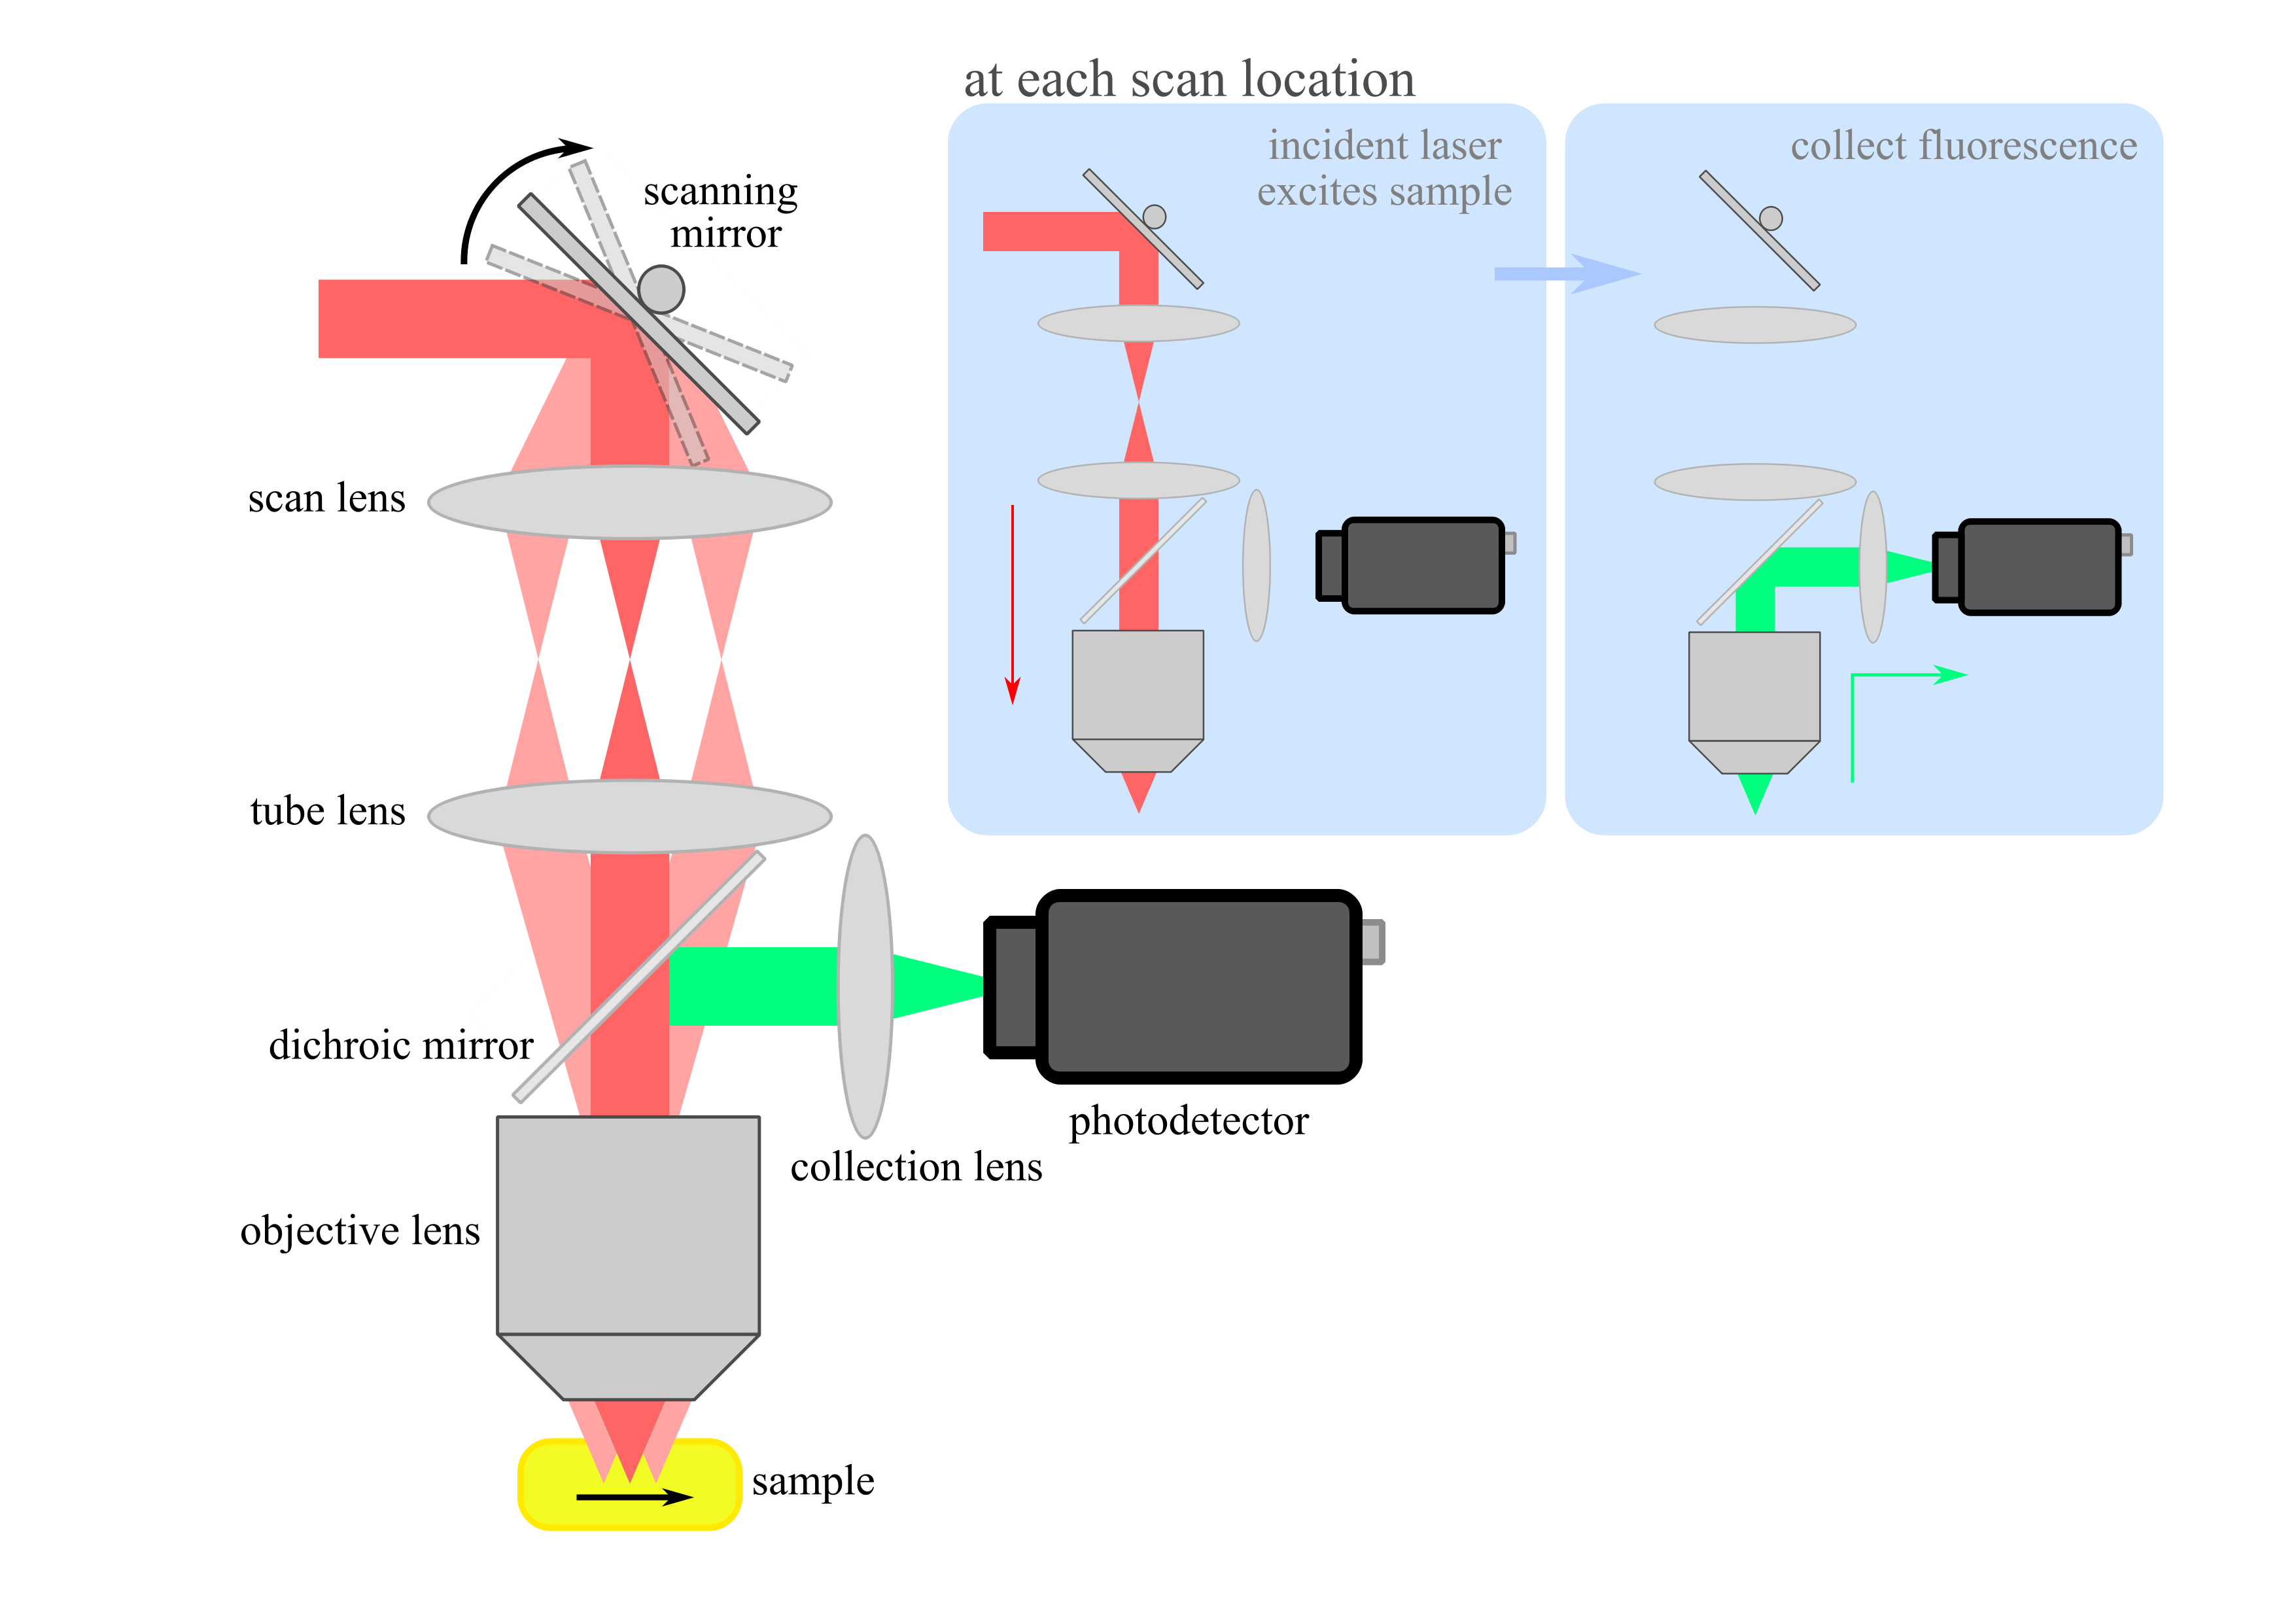 at each scan location
incident laser
excites sample
collect fluorescence
scanning
mirror
scan lens
tube lens
dichroic mirror
collection lens
photodetector
objective lens
sample